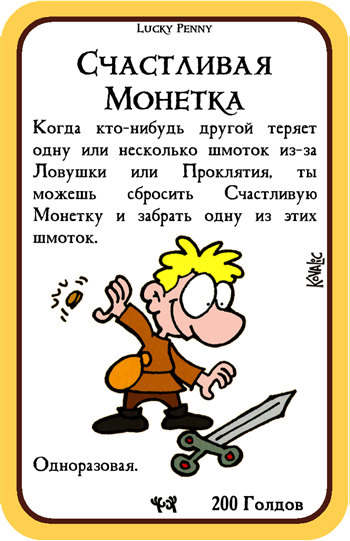 Lucky Penny
Счастливая
Монетка
Когда кто-нибудь другой теряет
одну или несколько шмоток из-за
Ловушки или Проклятия, ты
можешь сбросить Счастливую
Монетку и забрать одну из этих
шмоток.
Kovalic
Одноразовая.
200 Голдов